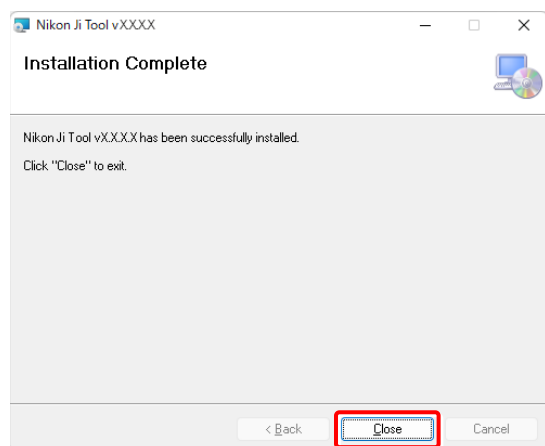 Nikon Ji Tool vXXXX
Installation Complete
Nikon Ji Tool vX.X.X.X has been successfully installed.
Click "Close" to exit.
< Back
Close
Cancel